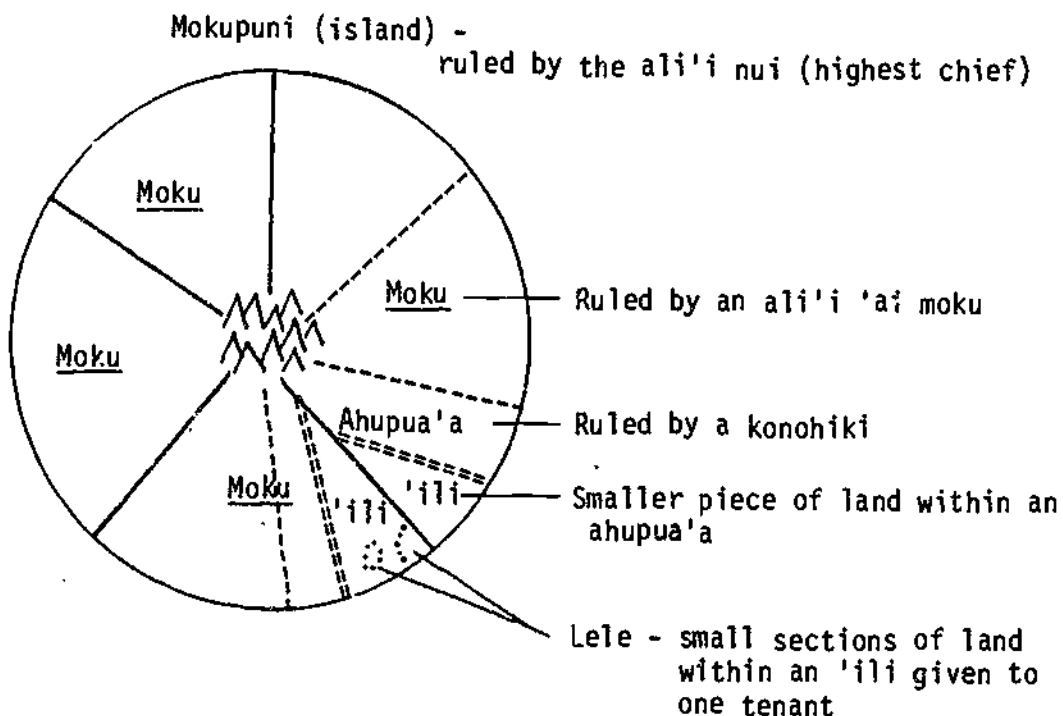 Mokupuni (island) -
ruled by the ali'i nui (highest chief)
Moku
Moku
Ruled by an ali'i 'ai moku
Moku
Ahupua'a
Ruled by a konohiki
Moku
'ili
'ili
Smaller piece of land within an
ahupua'a
Lele - small sections of land
within an 'ili given to
one tenant